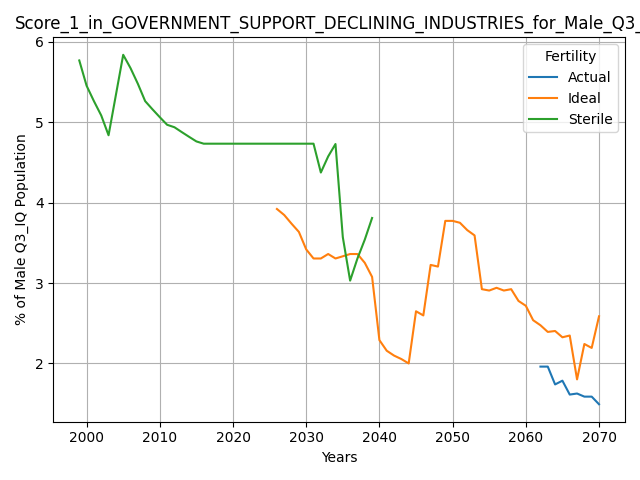 Score_1_in_GOVERNMENT_SUPPORT_DECLINING_INDUSTRIES_for_Male_Q3_
Fertility
Actual
Ideal
Sterile
% of Male Q3_IQ Population
6
5
4
3
2
2000 2010 2020 2030 2040 2050 2060 2070
Years